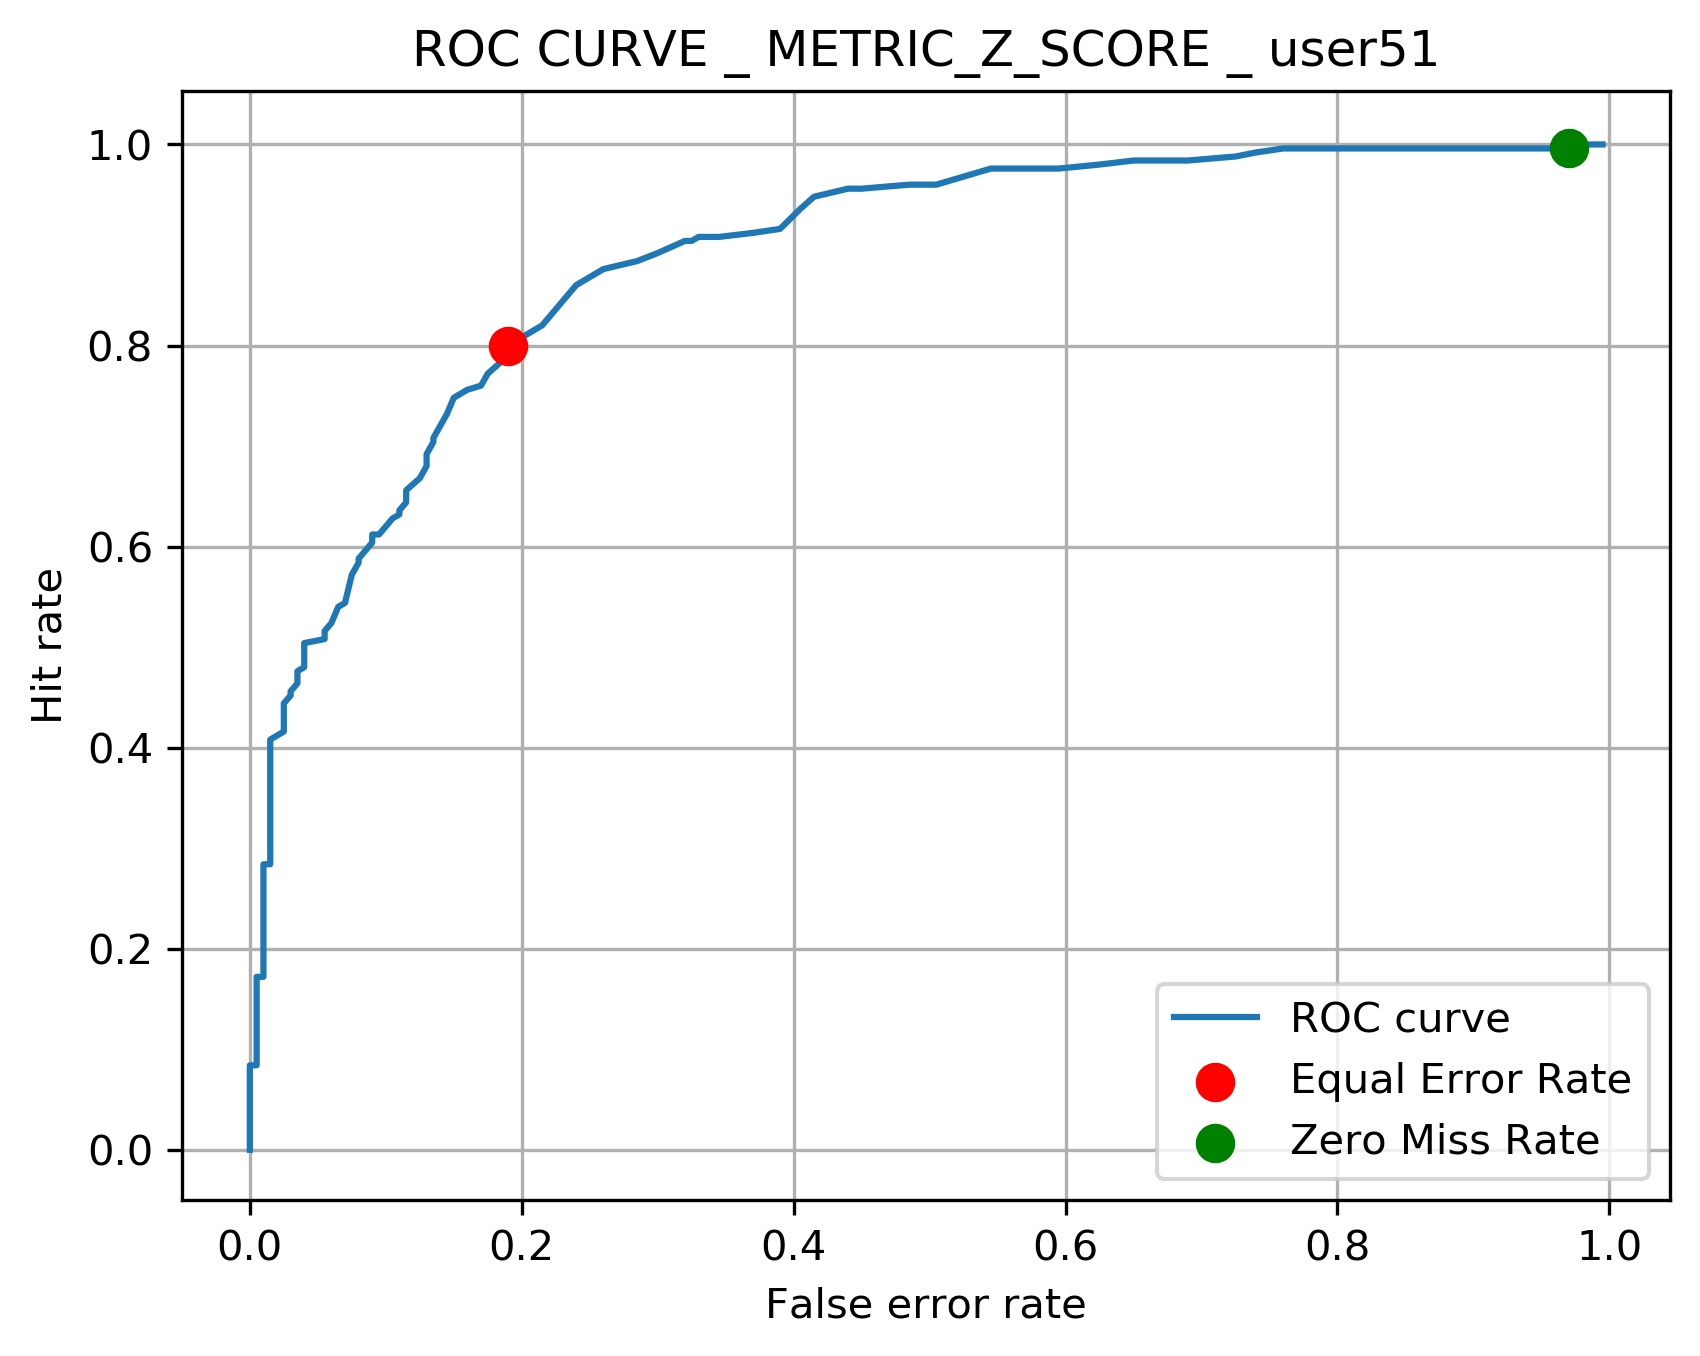 ROC CURVE _ METRIC_Z_SCORE _ user51
1.0
0.8
0.6
0.4
0.2
0.0
Hit rate
ROC curve
Equal Error Rate
Zero Miss Rate
0.0 0.2 0.4 0.6 0.8 1.0
False error rate